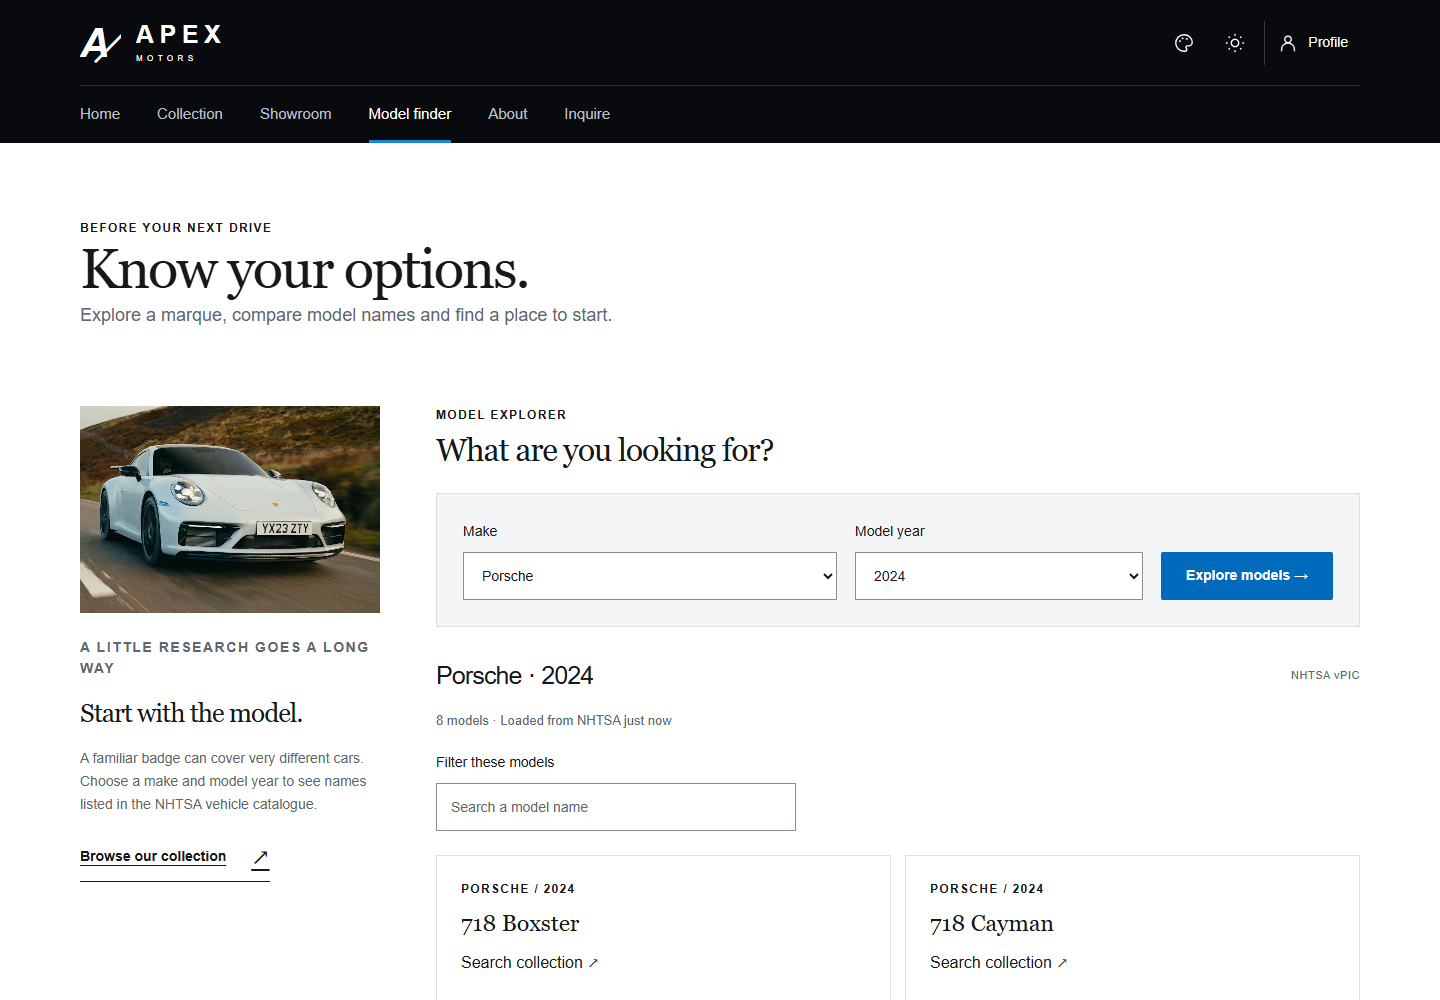 APEX
MOTORS
Profile
Home
Collection
Showroom
Model finder
About
Inquire
BEFORE YOUR NEXT DRIVE
Know your options.
Explore a marque, compare model names and find a place to start.
YX23 ZTY
A LITTLE RESEARCH GOES A LONG
WAY
Start with the model.
A familiar badge can cover very different cars.
Choose a make and model year to see names
listed in the NHTSA vehicle catalogue.
Browse our collection ↗
MODEL EXPLORER
What are you looking for?
Make
Model year
Porsche
2024
Explore models →
Porsche · 2024
NHTSA vPIC
8 models · Loaded from NHTSA just now
Filter these models
Search a model name
PORSCHE / 2024
718 Boxster
Search collection ↗
PORSCHE / 2024
718 Cayman
Search collection ↗